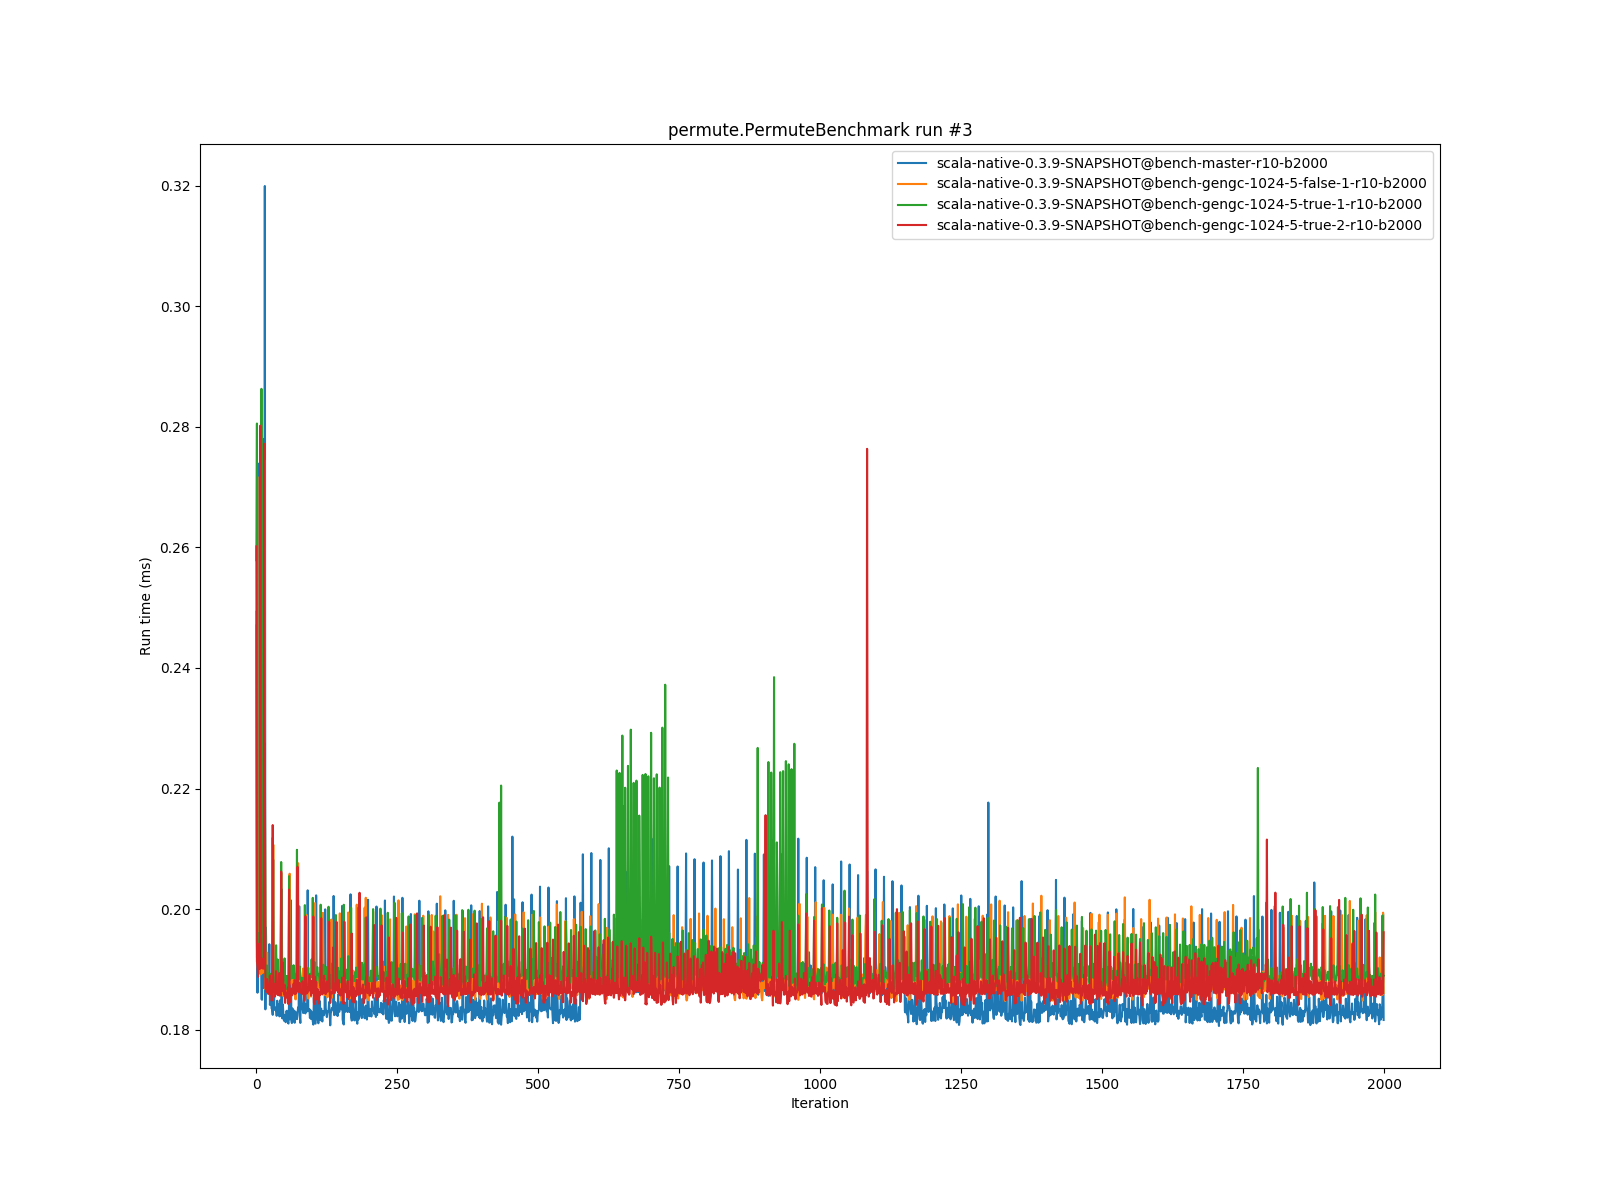 permute.PermuteBenchmark run #3
scala-native-0.3.9-SNAPSHOT@bench-master-r10-b2000
scala-native-0.3.9-SNAPSHOT@bench-gengc-1024-5-false-1-r10-b2000
scala-native-0.3.9-SNAPSHOT@bench-gengc-1024-5-true-1-r10-b2000
scala-native-0.3.9-SNAPSHOT@bench-gengc-1024-5-true-2-r10-b2000
0.32
0.30
0.28
0.26
0.24
0.22
0.20
0.18
Run time (ms)
0 250 500 750 1000 1250 1500 1750 2000
Iteration